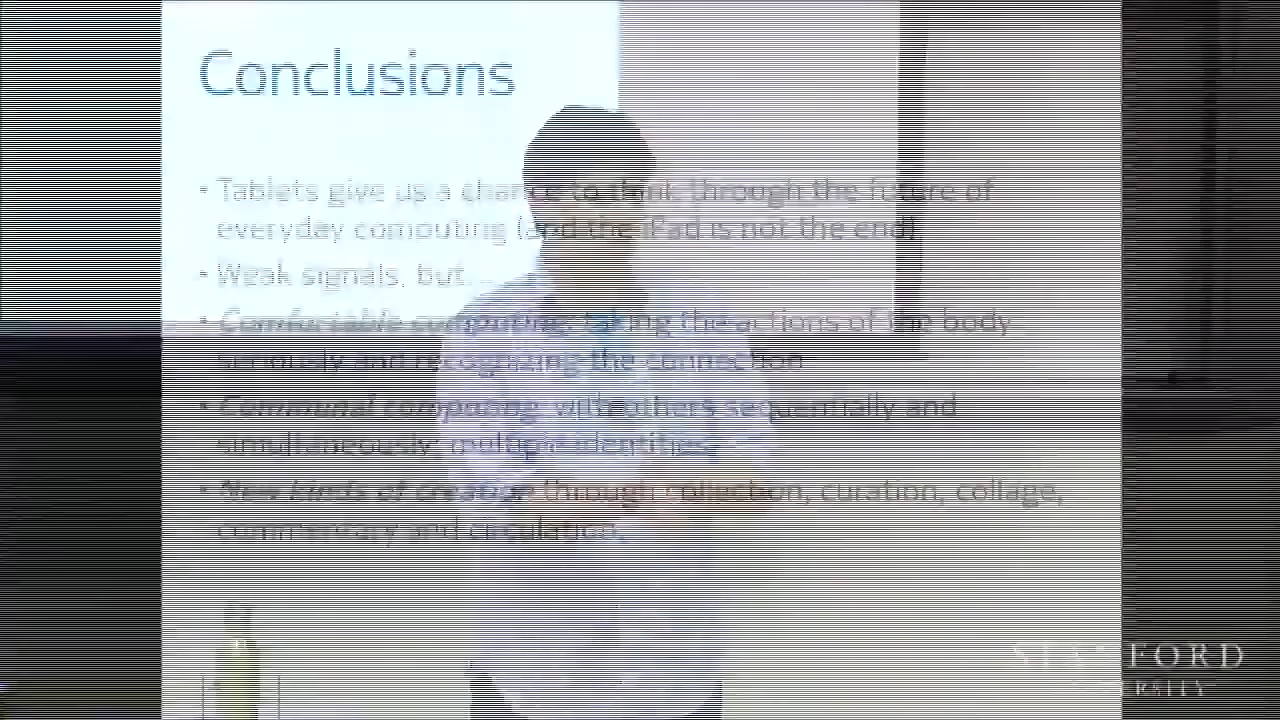 Conclusions
• Tablets give us a chance to think through the future of
everyday computing (and the iPad is not the end).
• Weak signals, but...
• Comfortable computing: taking the actions of the body
seriously and recognizing the connection
• Communal computing: with others sequentially and
simultaneously; multiple identities;
• New kinds of creation through collection, curation, collage,
commentary and circulation.
STANFORD
UNIVERSITY